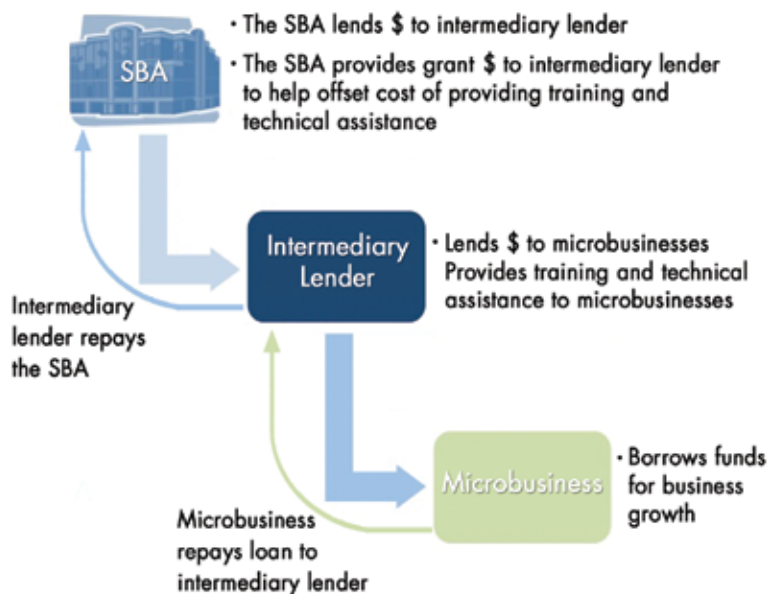 SBA
· The SBA lends $ to intermediary lender
· The SBA provides grant $ to intermediary lender
to help offset cost of providing training and
technical assistance
Intermediary
Lender
· Lends $ to microbusinesses
Provides training and technical
assistance to microbusinesses
Intermediary
lender repays
the SBA
Microbusiness
· Borrows funds
for business
growth
Microbusiness
repays loan to
intermediary lender